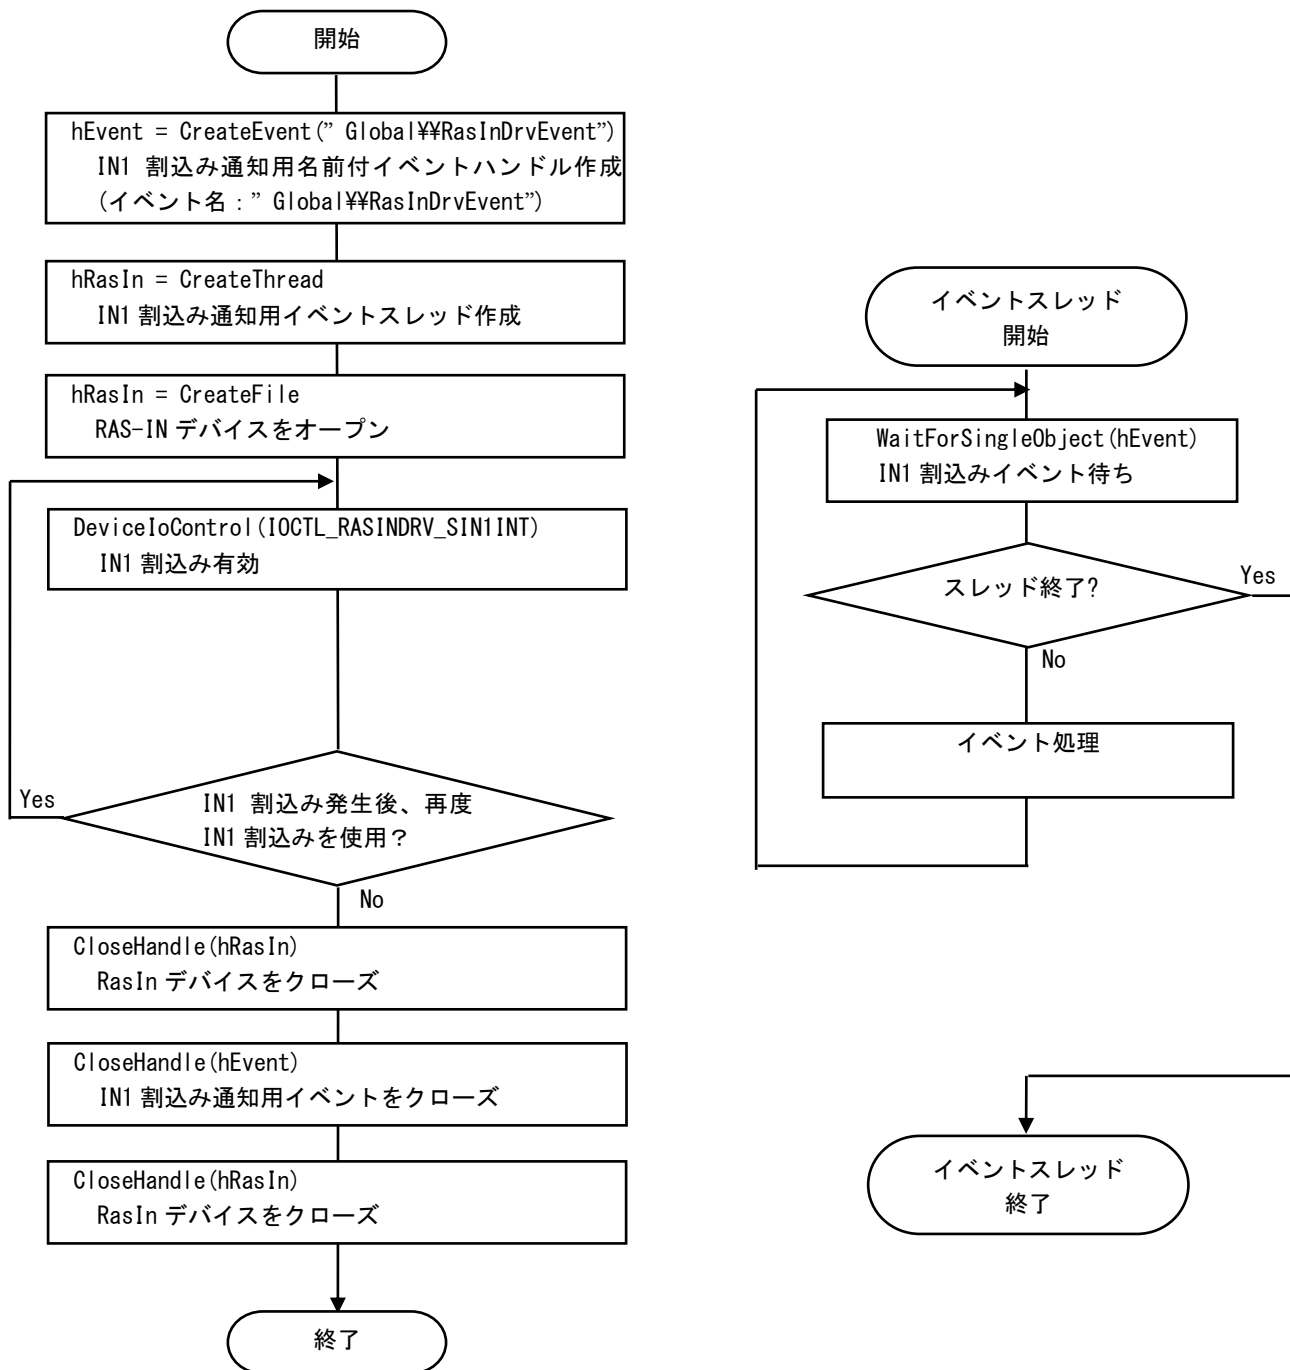 開始
hEvent = CreateEvent(” Global¥¥RasInDrvEvent”)
IN1 割込み通知用名前付イベントハンドル作成
(イベント名：” Global¥¥RasInDrvEvent”)
hRasIn = CreateThread
IN1 割込み通知用イベントスレッド作成
hRasIn = CreateFile
RAS-IN デバイスをオープン
DeviceIoControl(IOCTL_RASINDRV_SIN1INT)
IN1 割込み有効
Yes
IN1 割込み発生後、再度
IN1 割込みを使用？
No
CloseHandle(hRasIn)
RasIn デバイスをクローズ
CloseHandle(hEvent)
IN1 割込み通知用イベントをクローズ
CloseHandle(hRasIn)
RasIn デバイスをクローズ
終了
イベントスレッド
開始
WaitForSingleObject(hEvent)
IN1 割込みイベント待ち
スレッド終了?
Yes
No
イベント処理
イベントスレッド
終了